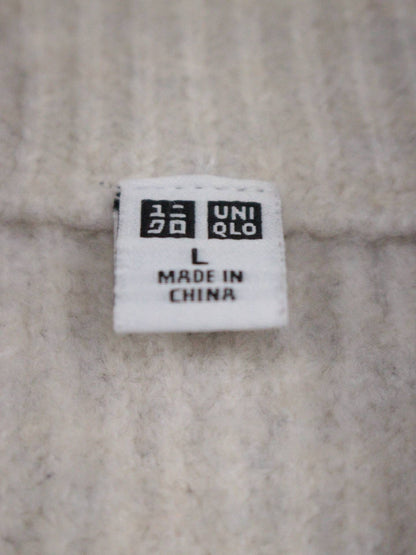 ユニ UNI
クロ QLO
L
MADE IN
CHINA